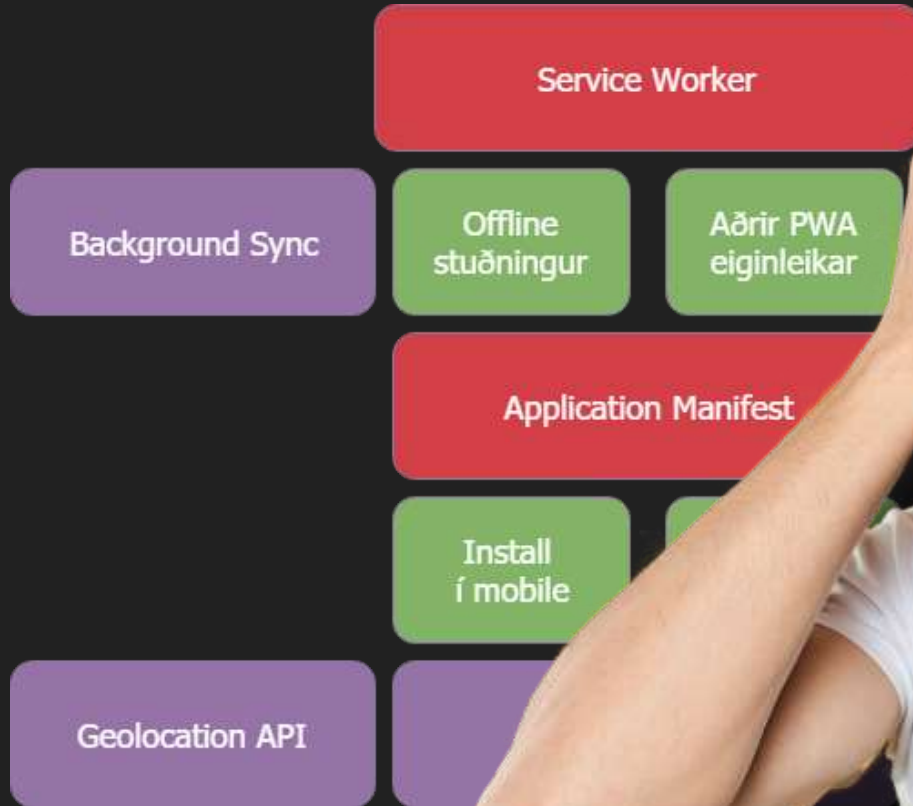 Service Worker
Background Sync
Offline
stuðningur
Aðrir PWA
eiginleikar
Application Manifest
Install
í mobile
Geolocation API